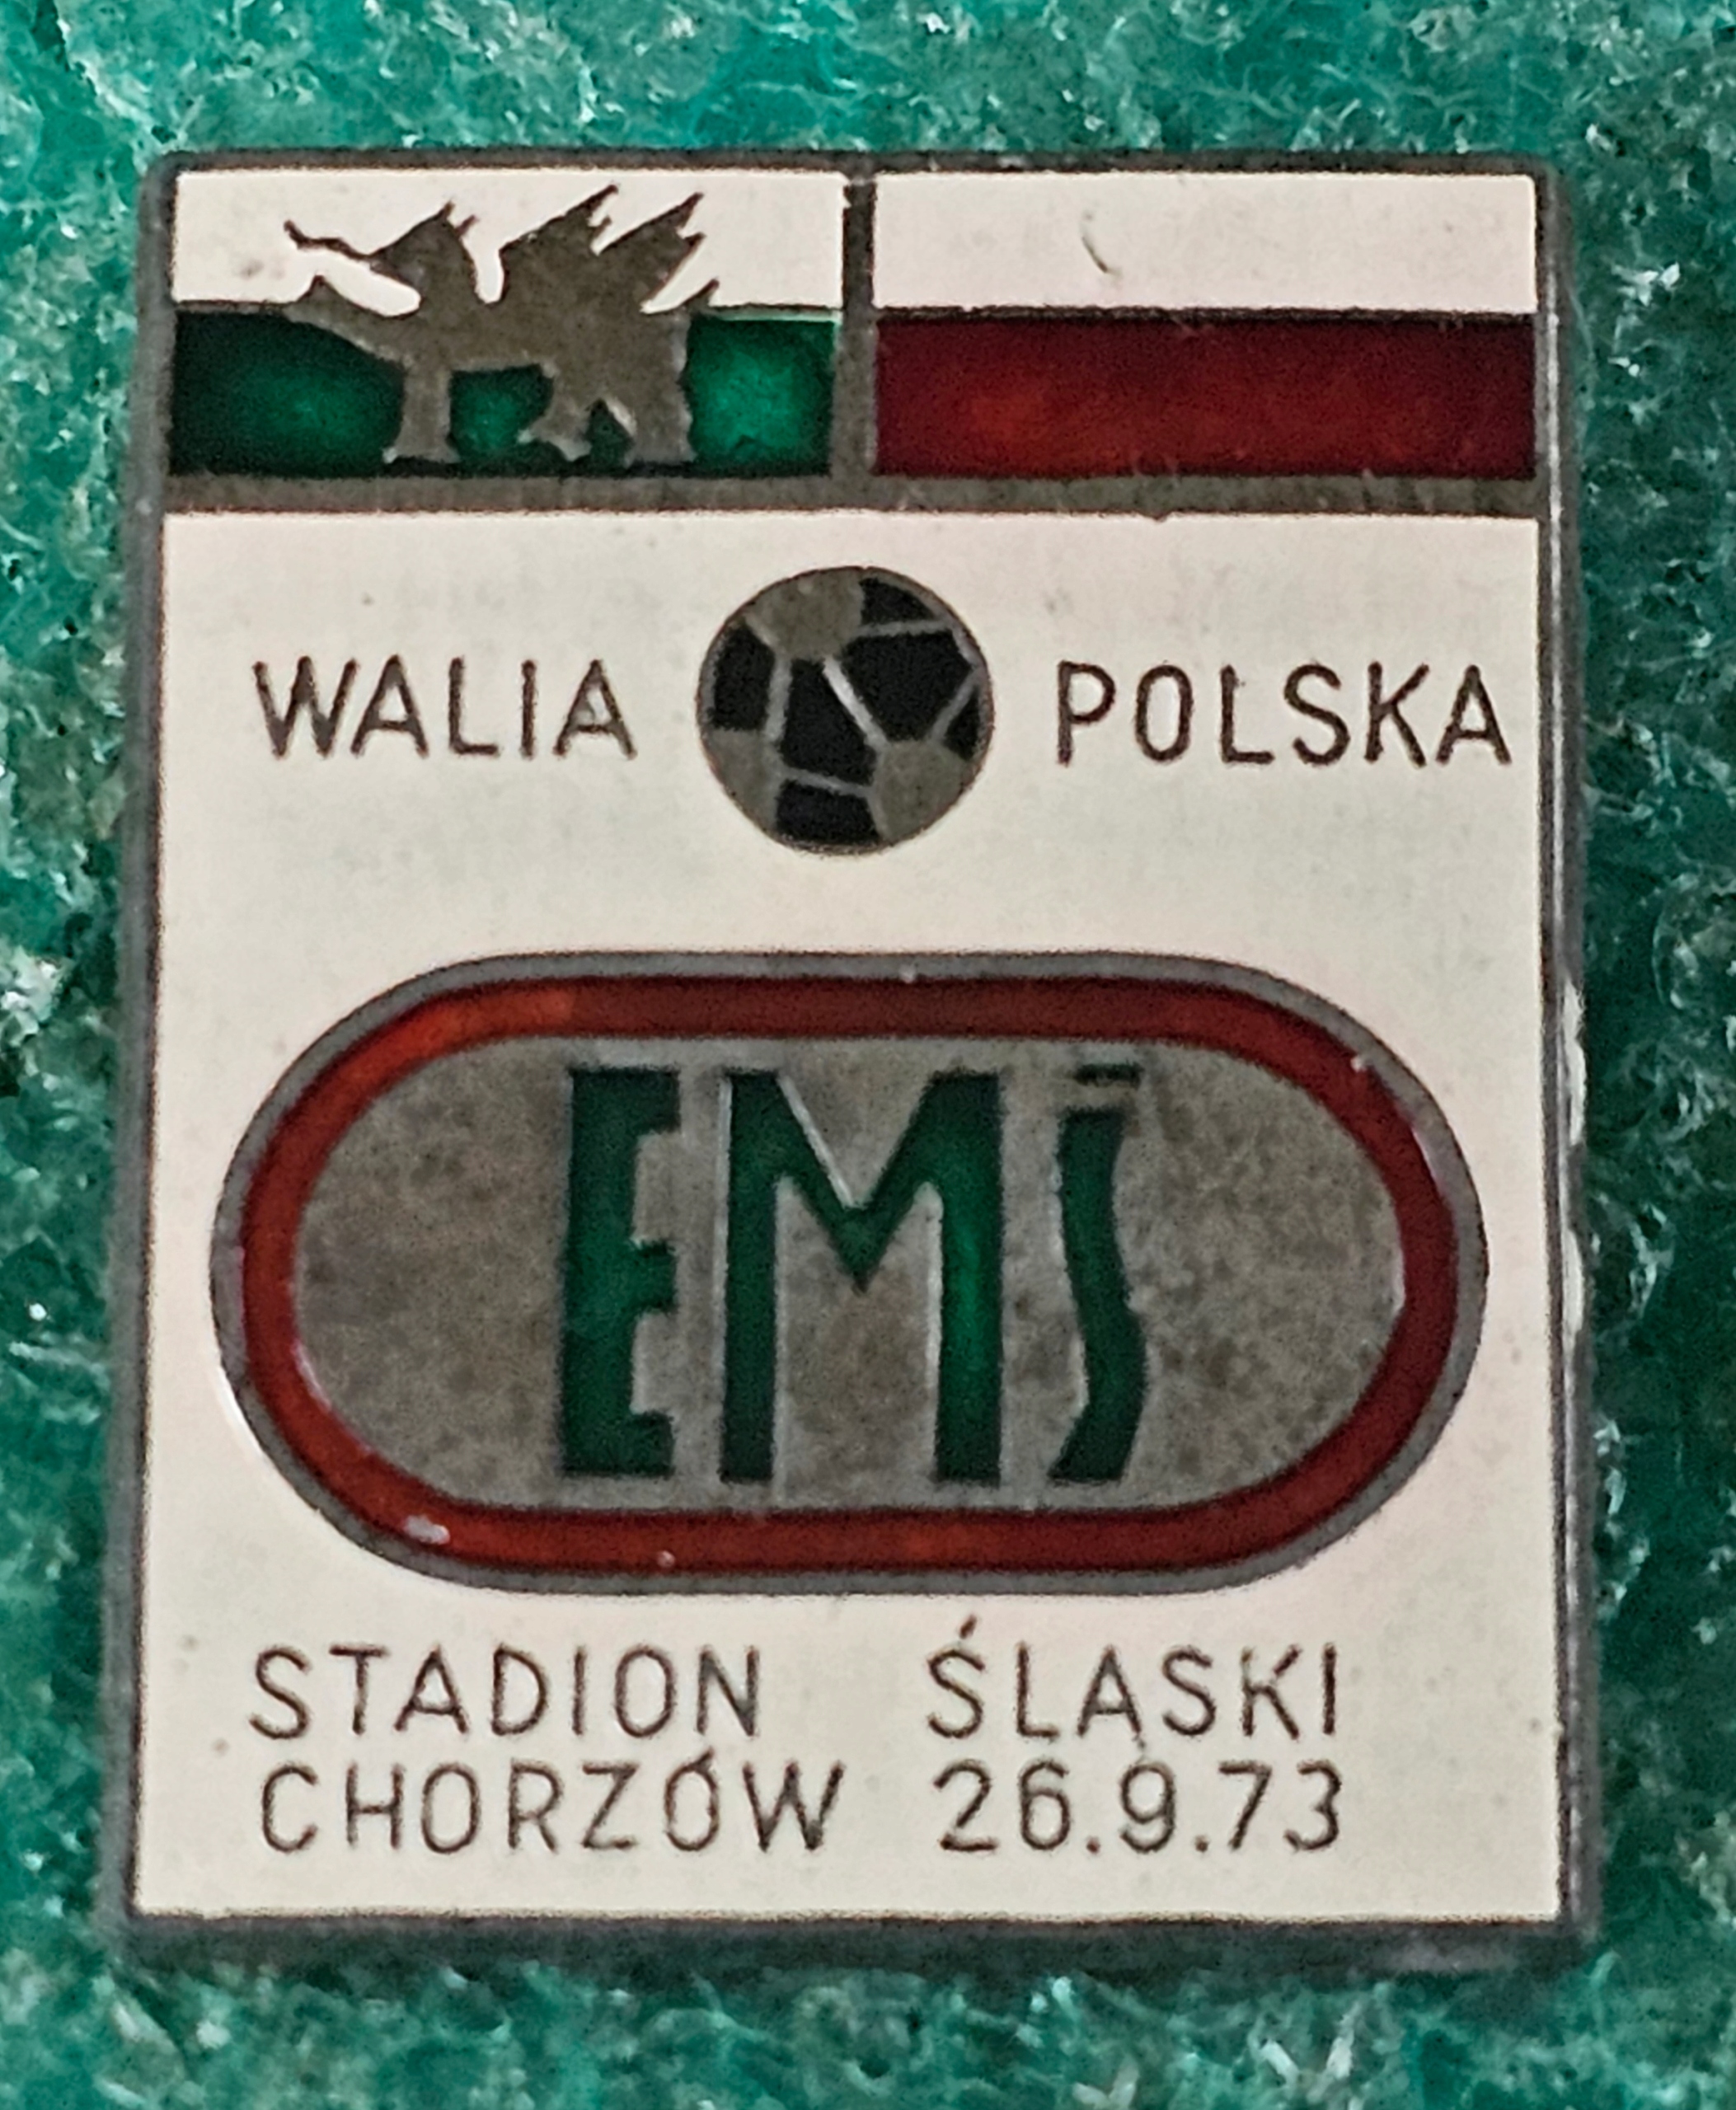 WALIA POLSKA
EMŚ
STADION ŚLĄSKI
CHORZÓW 26.9.73